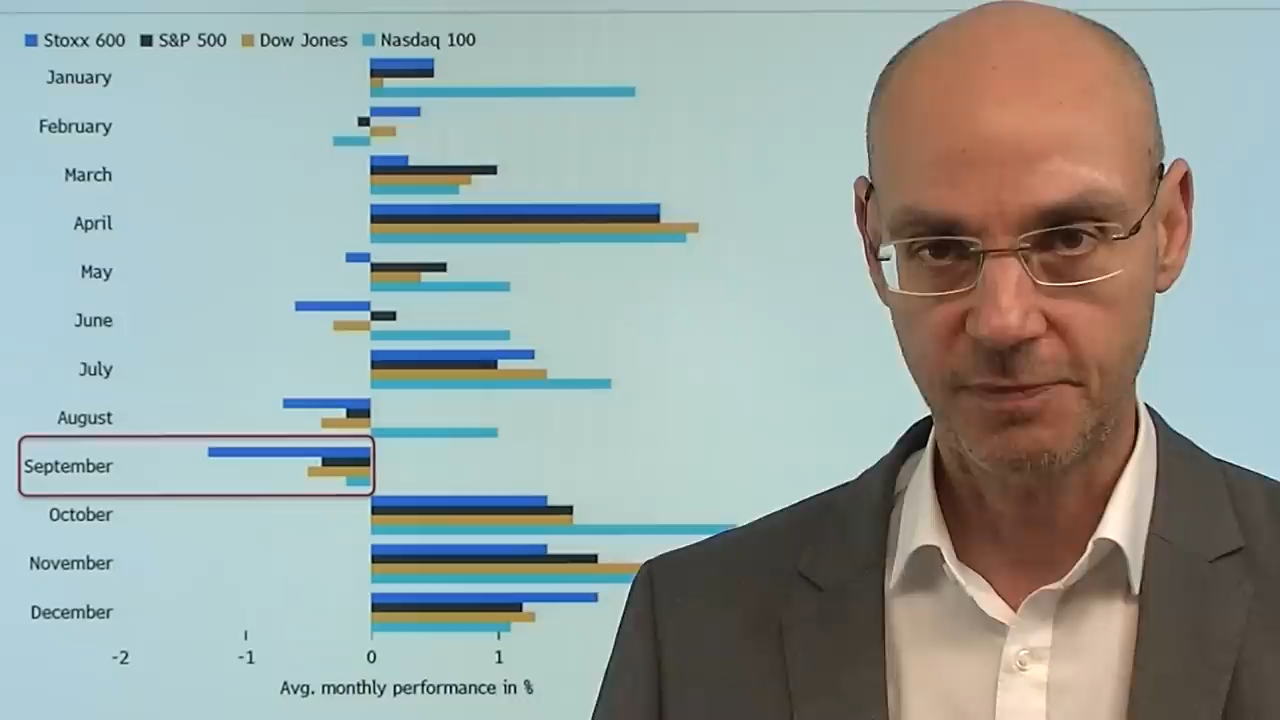 Stoxx 600 S&P 500 Dow Jones Nasdaq 100
January
February
March
April
May
June
July
August
September
October
November
December
-2 -1 0 1
Avg. monthly performance in %